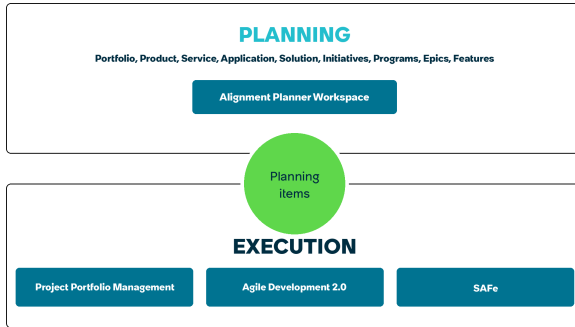 PLANNING
Portfolio, Product, Service, Application, Solution, Initiatives, Programs, Epics, Features
Alignment Planner Workspace
Planning
items
EXECUTION
Project Portfolio Management
Agile Development 2.0
SAFe